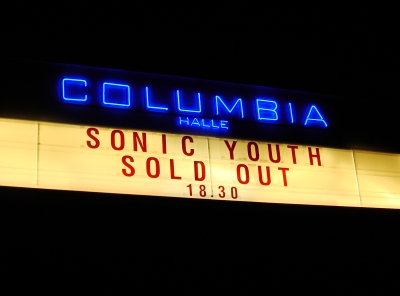 COLUMBIA
HALLE
SONIC YOUTH
SOLD OUT
18.30